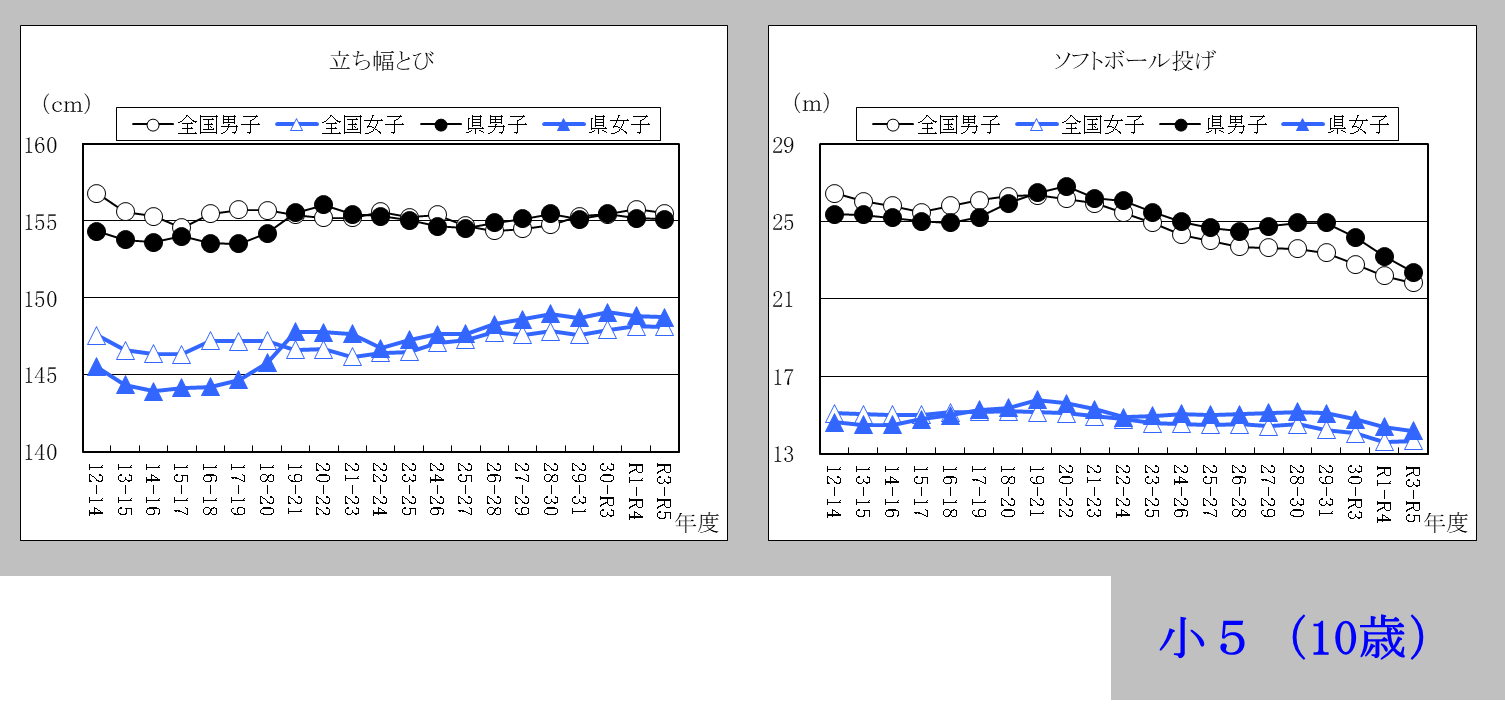 立ち幅とび
(cm)
全国男子 全国女子 県男子 県女子
160
155
150
145
140
12-14 13-15 14-16 15-17 16-18 17-19 18-20 19-21 20-22 21-23 22-24 23-25 24-26 25-27 26-28 27-29 28-30 29-31 30-R3 R1-R4 R3-R5
年度
ソフトボール投げ
(m)
全国男子 全国女子 県男子 県女子
29
25
21
17
13
12-14 13-15 14-16 15-17 16-18 17-19 18-20 19-21 20-22 21-23 22-24 23-25 24-26 25-27 26-28 27-29 28-30 29-31 30-R3 R1-R4 R3-R5
年度
小５（10歳）